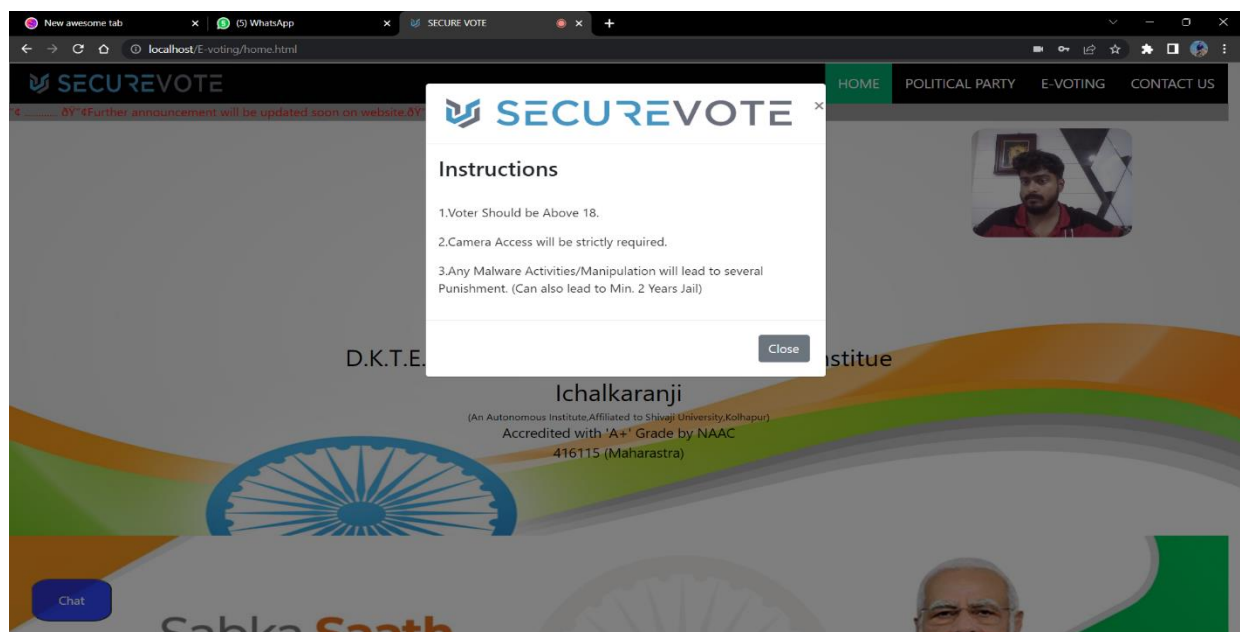 New awesome tab
(5) WhatsApp
SECURE VOTE
localhost/E-voting/home.html
SECUREVOTE
HOME
POLITICAL PARTY
E-VOTING
CONTACT US
ðŸ“¢Further announcement will be updated soon on website.ðŸ
SECUREVOTE
×
Instructions
1.Voter Should be Above 18.
2.Camera Access will be strictly required.
3.Any Malware Activities/Manipulation will lead to several
Punishment. (Can also lead to Min. 2 Years Jail)
Close
D.K.T.E. stitue
Ichalkaranji
(An Autonomous Institute,Affiliated to Shivaji University,Kolhapur)
Accredited with 'A+' Grade by NAAC
416115 (Maharastra)
Chat
Sabka Saath